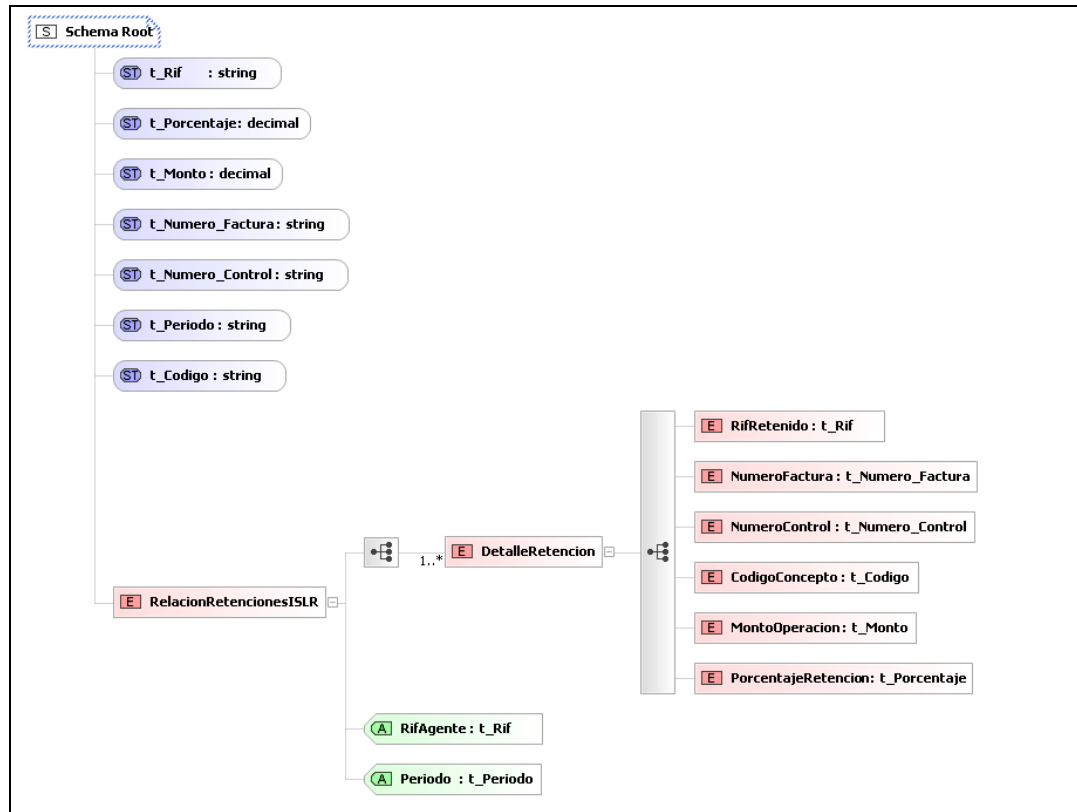 S Schema Root
ST t_Rif : string
ST t_Porcentaje: decimal
ST t_Monto : decimal
ST t_Numero_Factura: string
ST t_Numero_Control : string
ST t_Periodo : string
ST t_Codigo : string
E RelacionRetencionesISLR
1..*
E DetalleRetencion
E RifRetenido : t_Rif
E NumeroFactura : t_Numero_Factura
E NumeroControl : t_Numero_Control
E CodigoConcepto : t_Codigo
E MontoOperacion : t_Monto
E PorcentajeRetencion: t_Porcentaje
A RifAgente : t_Rif
A Periodo : t_Periodo